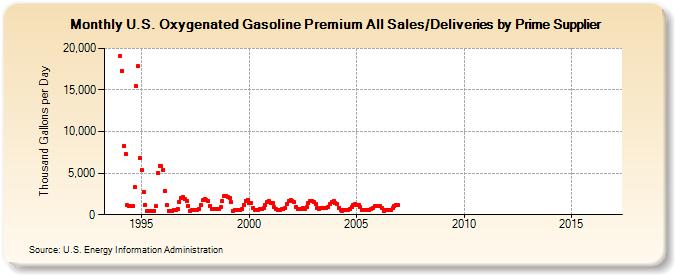 Monthly U.S. Oxygenated Gasoline Premium All Sales/Deliveries by Prime Supplier
Thousand Gallons per Day
20,000
15,000
10,000
5,000
0
1995 2000 2005 2010 2015
Source: U.S. Energy Information Administration